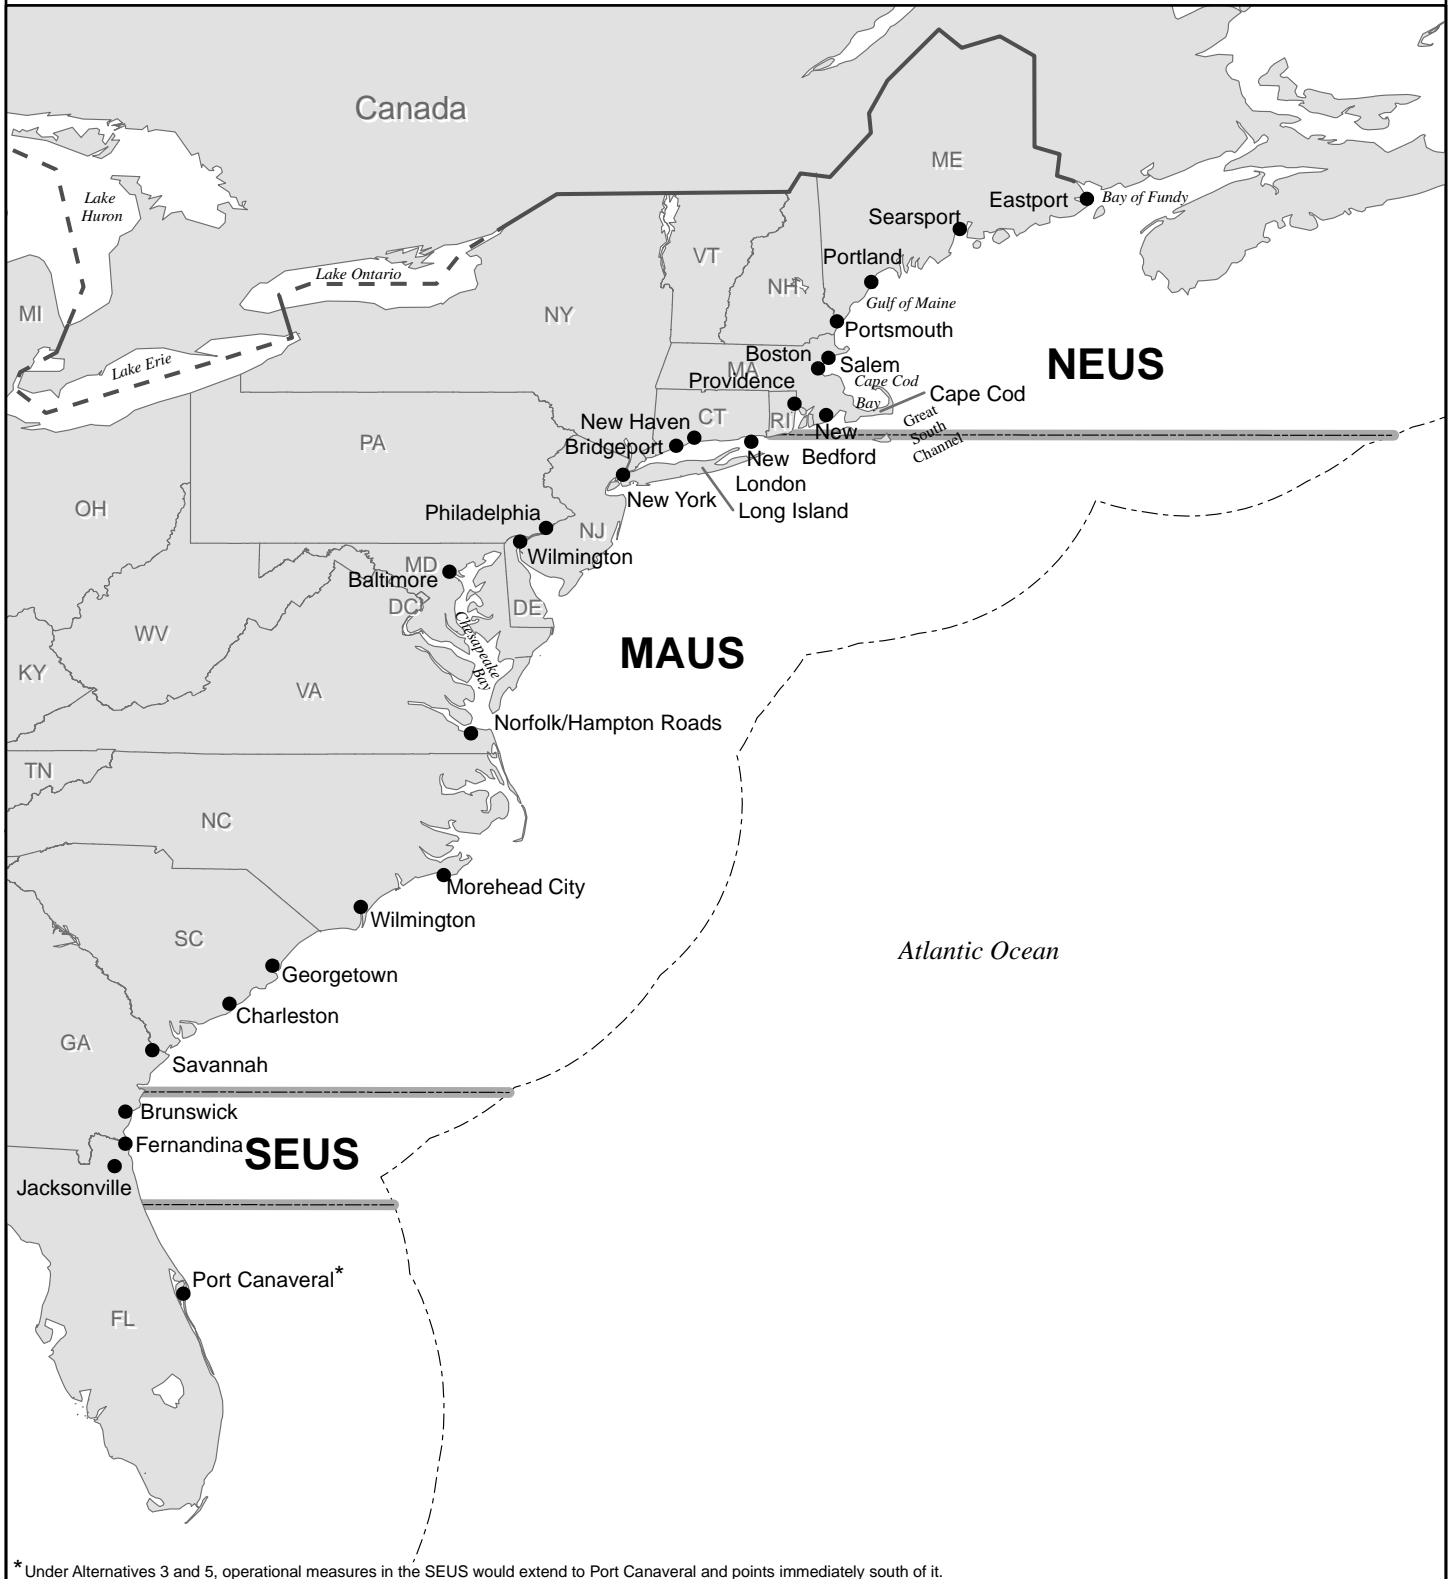 Canada
ME
Lake
Huron
Eastport
Bay of Fundy
Searsport
VT
Portland
Lake Ontario
NH
Gulf of Maine
MI
NY
Portsmouth
Boston
Salem
NEUS
Lake Erie
MA
Providence
Cape Cod
Bay
Cape Cod
Great
South
Channel
New Haven
CT
RI
New
Bedford
Bridgeport
PA
New
London
New York
Long Island
OH
Philadelphia
NJ
Wilmington
MD
Baltimore
DC
DE
WV
Chesapeake
Bay
MAUS
KY
VA
Norfolk/Hampton Roads
TN
NC
Morehead City
Wilmington
SC
Atlantic Ocean
Georgetown
Charleston
GA
Savannah
Brunswick
Fernandina
SEUS
Jacksonville
Port Canaveral*
FL
* Under Alternatives 3 and 5, operational measures in the SEUS would extend to Port Canaveral and points immediately south of it.